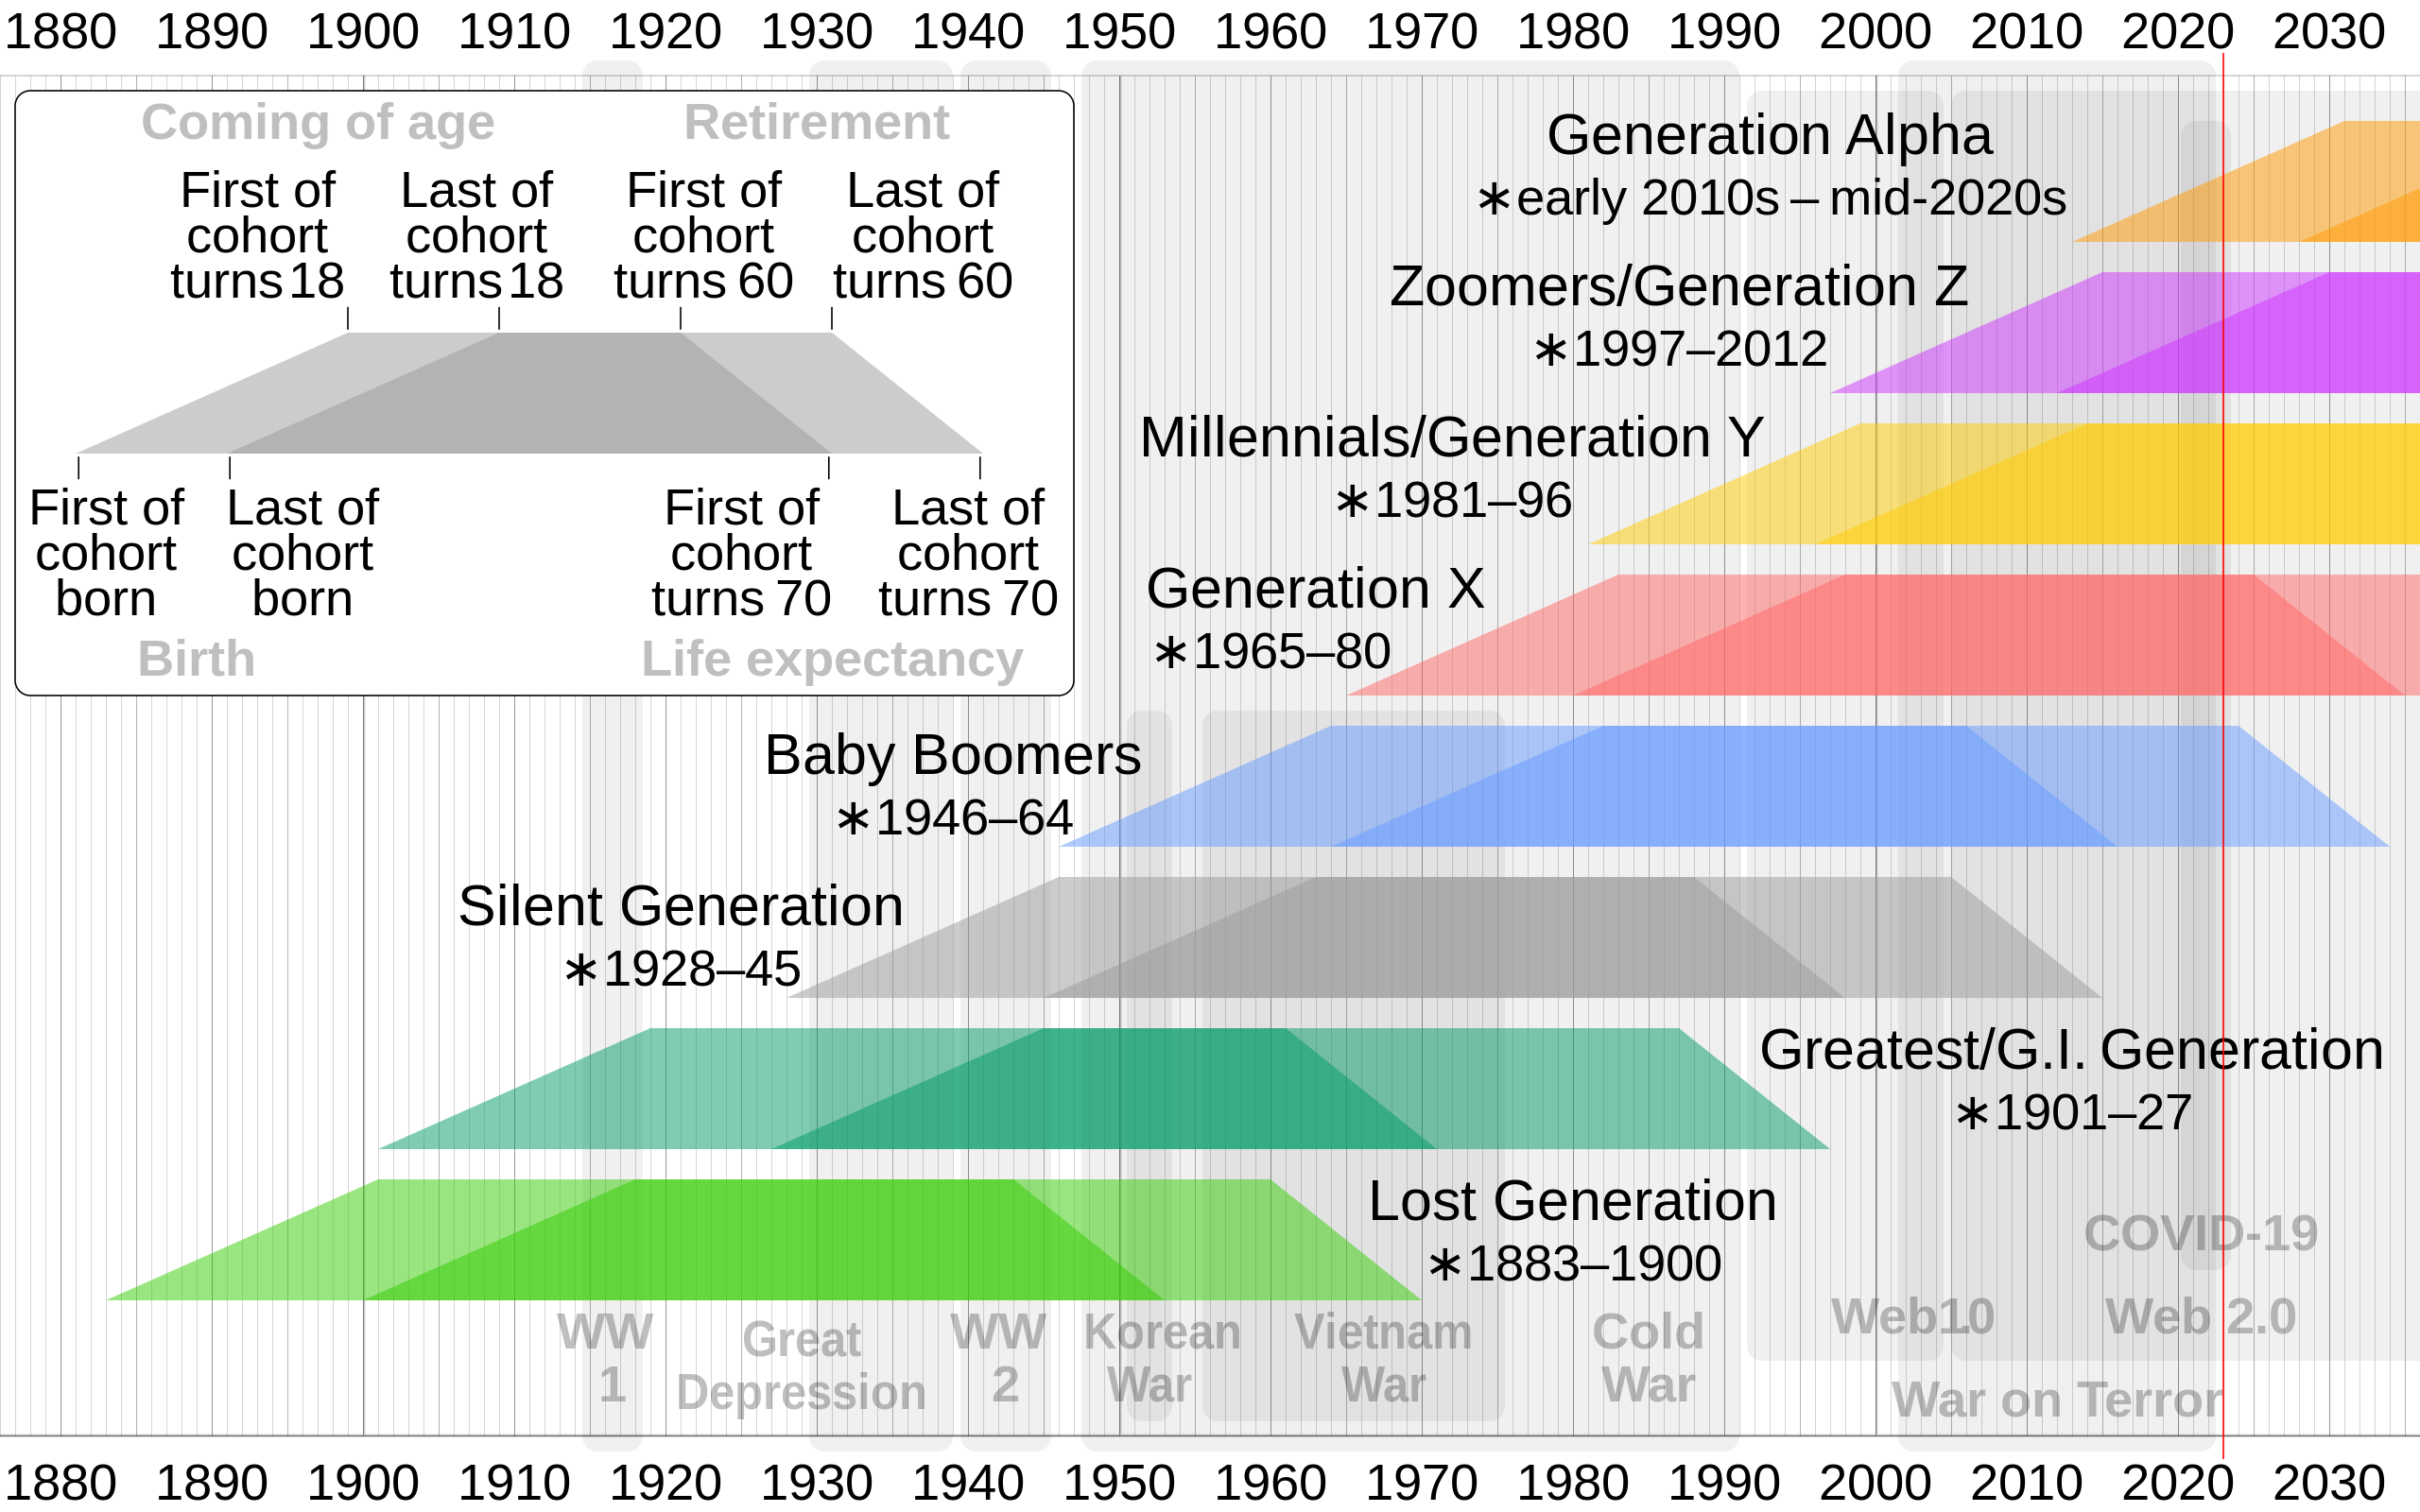 1880 1890 1900 1910 1920 1930 1940 1950 1960 1970 1980 1990 2000 2010 2020 2030
Coming of age
Retirement
First of
cohort
turns 18
Last of
cohort
turns 18
First of
cohort
turns 60
Last of
cohort
turns 60
First of
cohort
born
Last of
cohort
born
First of
cohort
turns 70
Last of
cohort
turns 70
Birth
Life expectancy
Generation Alpha
∗early 2010s – mid-2020s
Zoomers/Generation Z
∗1997–2012
Millennials/Generation Y
∗1981–96
Generation X
∗1965–80
Baby Boomers
∗1946–64
Silent Generation
∗1928–45
Greatest/G.I. Generation
∗1901–27
Lost Generation
∗1883–1900
WW
1
Great
Depression
WW
2
Korean
War
Vietnam
War
Cold
War
Web 1.0
Web 2.0
COVID-19
War on Terror
1880 1890 1900 1910 1920 1930 1940 1950 1960 1970 1980 1990 2000 2010 2020 2030